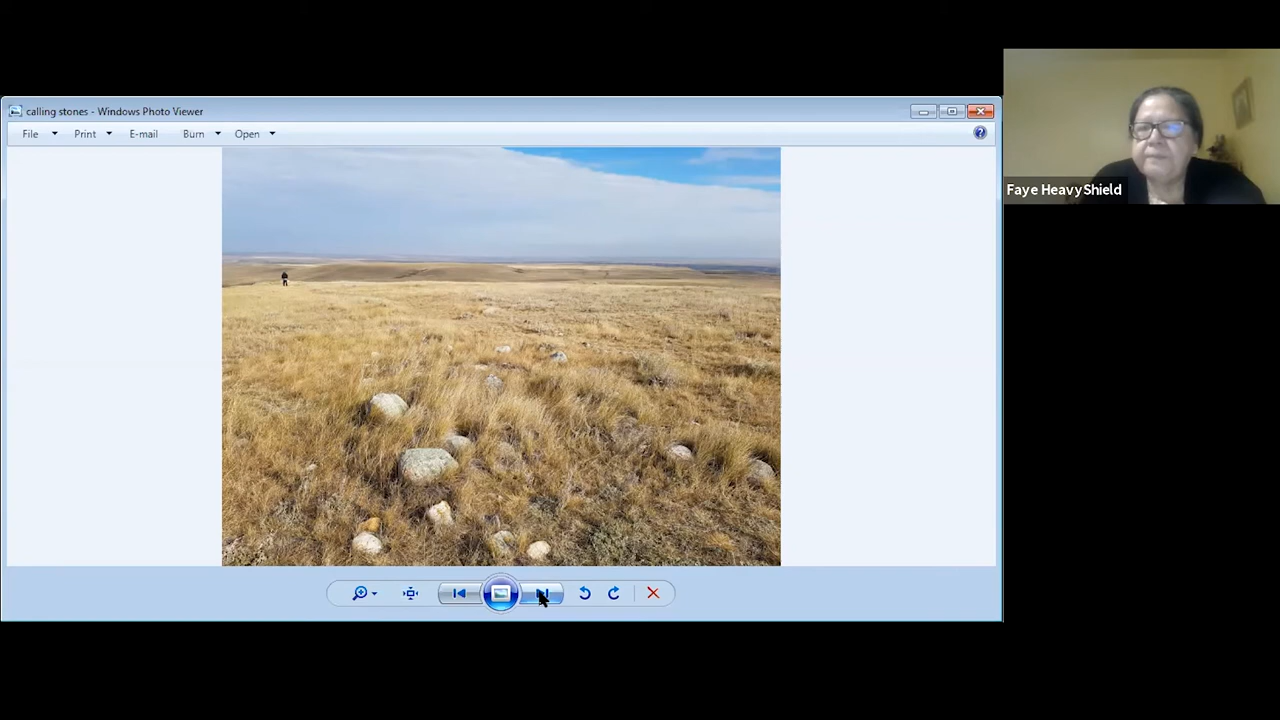 calling stones - Windows Photo Viewer
File Print E-mail Burn Open
Faye HeavyShield